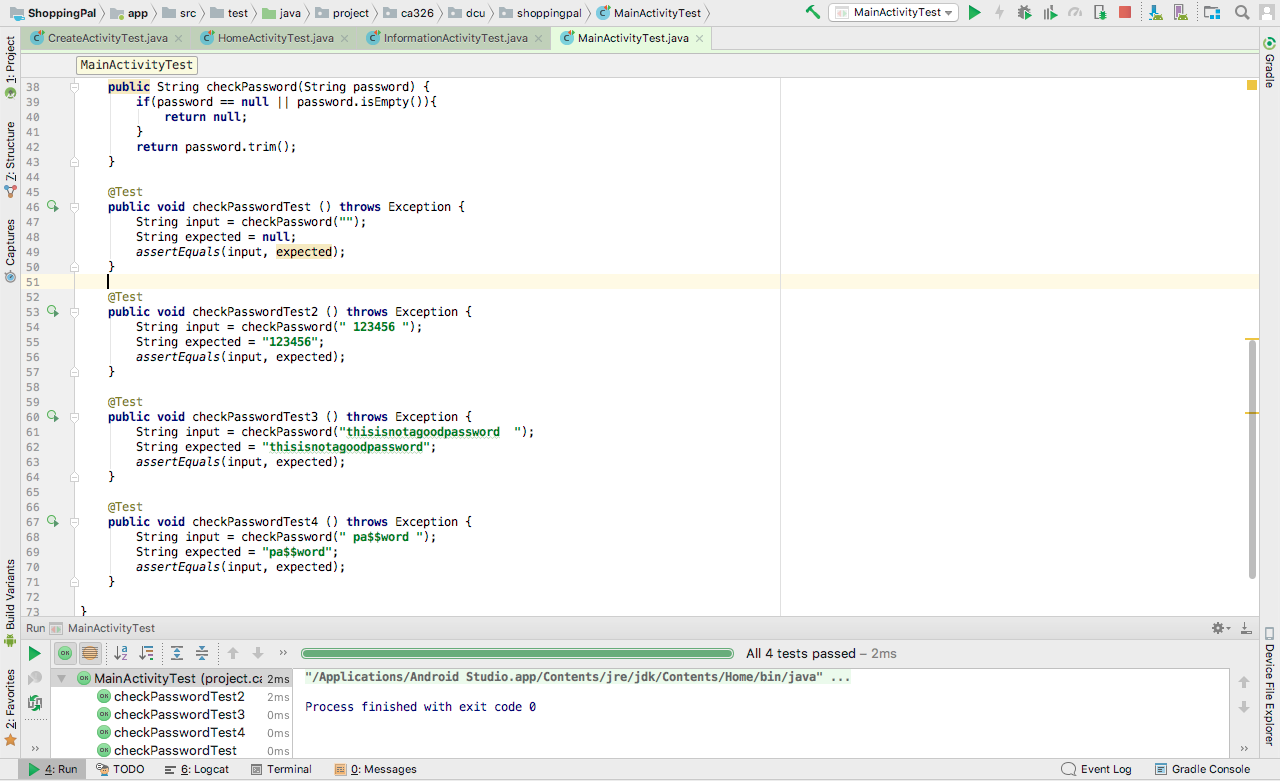 ShoppingPal app src test java project ca326 dcu shoppingpal MainActivityTest MainActivityTest
CreateActivityTest.java HomeActivityTest.java InformationActivityTest.java MainActivityTest.java
MainActivityTest
38 public String checkPassword(String password) {
39 if(password == null || password.isEmpty()){
40 return null;
41 }
42 return password.trim();
43 }
44
45 @Test
46 public void checkPasswordTest () throws Exception {
47 String input = checkPassword("");
48 String expected = null;
49 assertEquals(input, expected);
50 }
51
52 @Test
53 public void checkPasswordTest2 () throws Exception {
54 String input = checkPassword(" 123456 ");
55 String expected = "123456";
56 assertEquals(input, expected);
57 }
58
59 @Test
60 public void checkPasswordTest3 () throws Exception {
61 String input = checkPassword("thisisnotagoodpassword  ");
62 String expected = "thisisnotagoodpassword";
63 assertEquals(input, expected);
64 }
65
66 @Test
67 public void checkPasswordTest4 () throws Exception {
68 String input = checkPassword(" pa$$word ");
69 String expected = "pa$$word";
70 assertEquals(input, expected);
71 }
72
73 }
1: Project
7: Structure
Captures
Build Variants
2: Favorites
Gradle
Device File Explorer
Run MainActivityTest
All 4 tests passed – 2ms
MainActivityTest (project.ca 2ms
checkPasswordTest2 2ms
checkPasswordTest3 0ms
checkPasswordTest4 0ms
checkPasswordTest 0ms
"/Applications/Android Studio.app/Contents/jre/jdk/Contents/Home/bin/java" ...
Process finished with exit code 0
4: Run TODO 6: Logcat Terminal 0: Messages Event Log Gradle Console